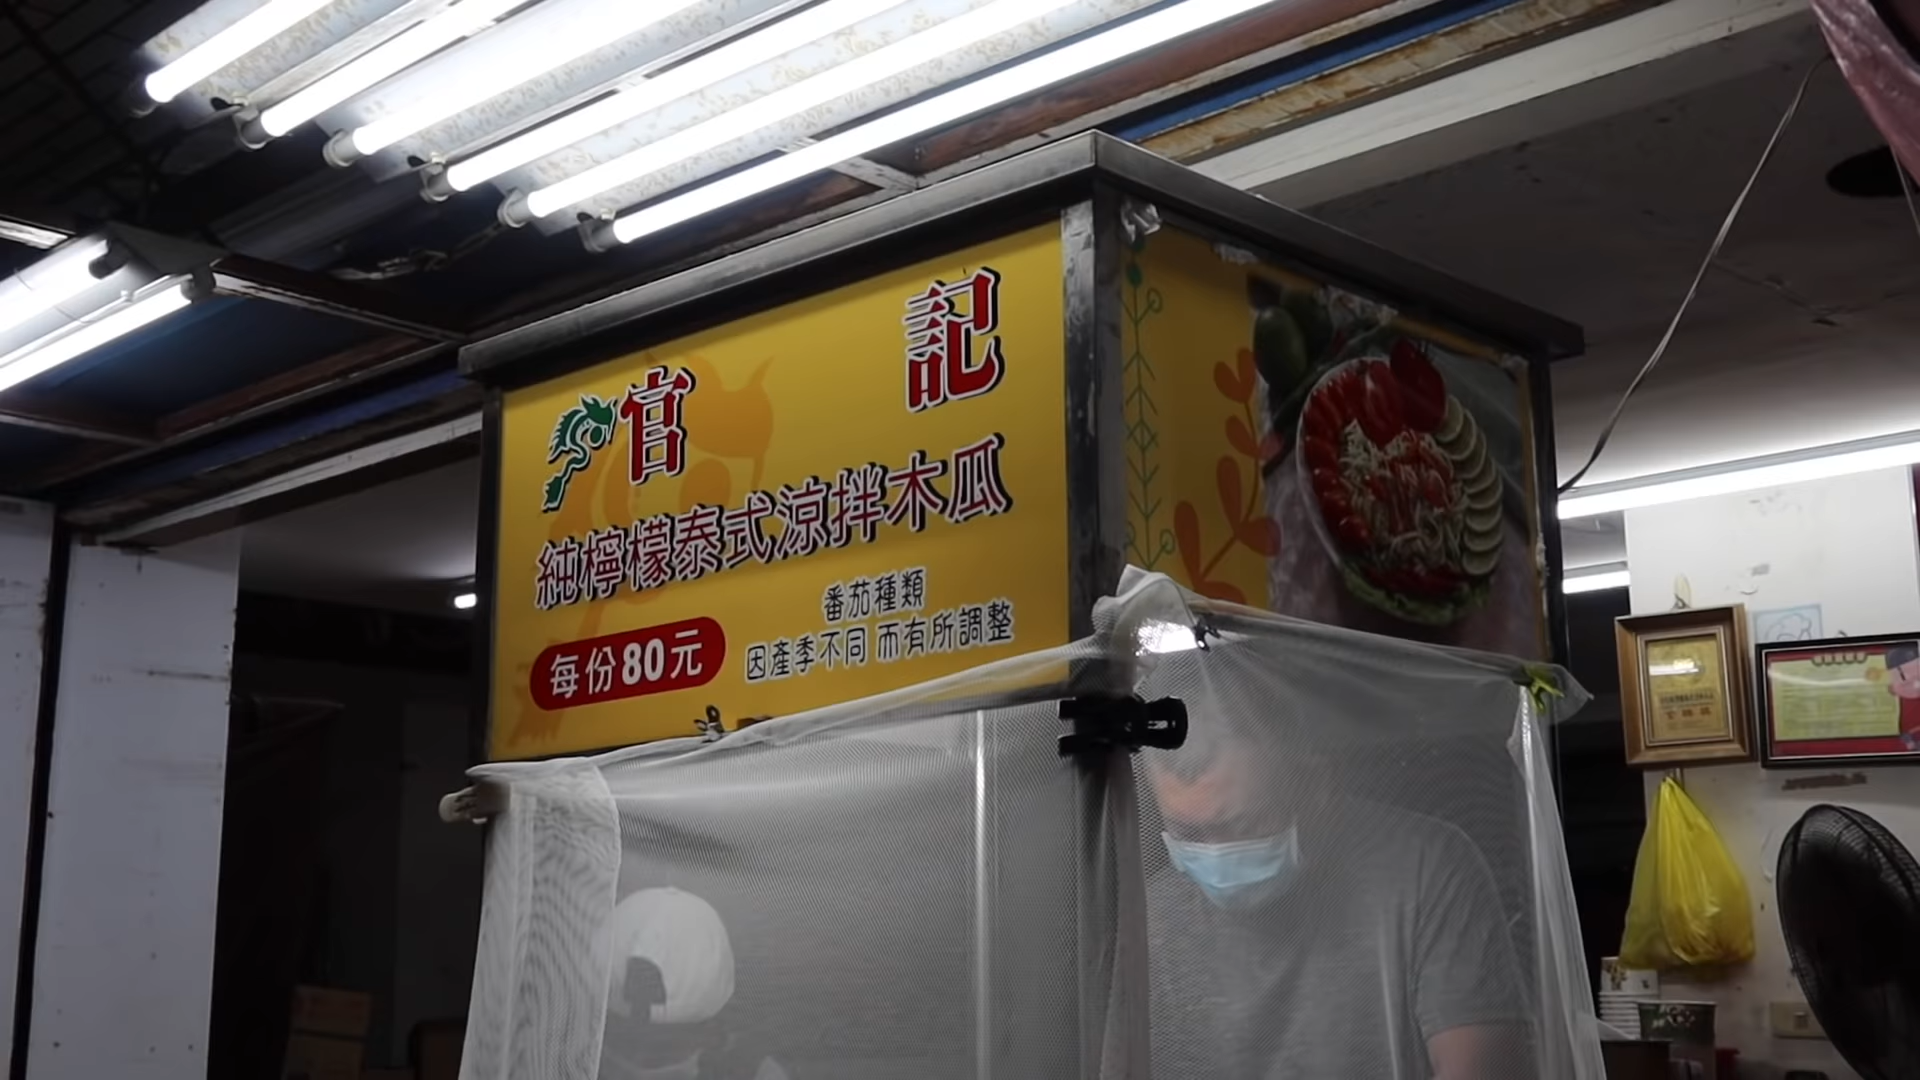 官記
純檸檬泰式涼拌木瓜
每份80元
番茄種類
因產季不同 而有所調整